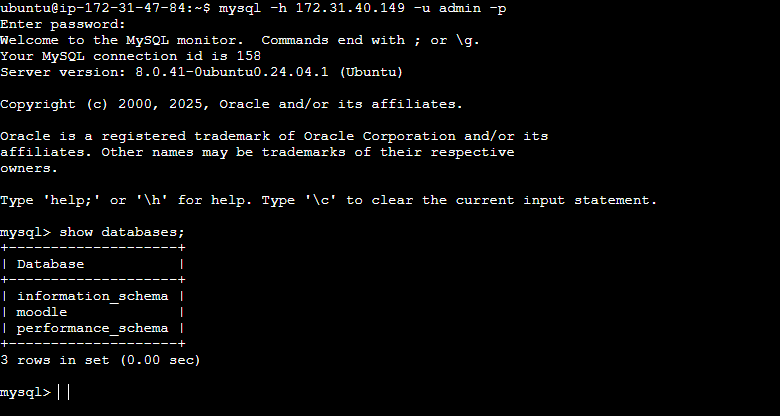 ubuntu@ip-172-31-47-84:~$ mysql -h 172.31.40.149 -u admin -p
Enter password:
Welcome to the MySQL monitor.  Commands end with ; or \g.
Your MySQL connection id is 158
Server version: 8.0.41-0ubuntu0.24.04.1 (Ubuntu)

Copyright (c) 2000, 2025, Oracle and/or its affiliates.

Oracle is a registered trademark of Oracle Corporation and/or its
affiliates. Other names may be trademarks of their respective
owners.

Type 'help;' or '\h' for help. Type '\c' to clear the current input statement.

mysql> show databases;
+--------------------+
| Database           |
+--------------------+
| information_schema |
| moodle             |
| performance_schema |
+--------------------+
3 rows in set (0.00 sec)

mysql>